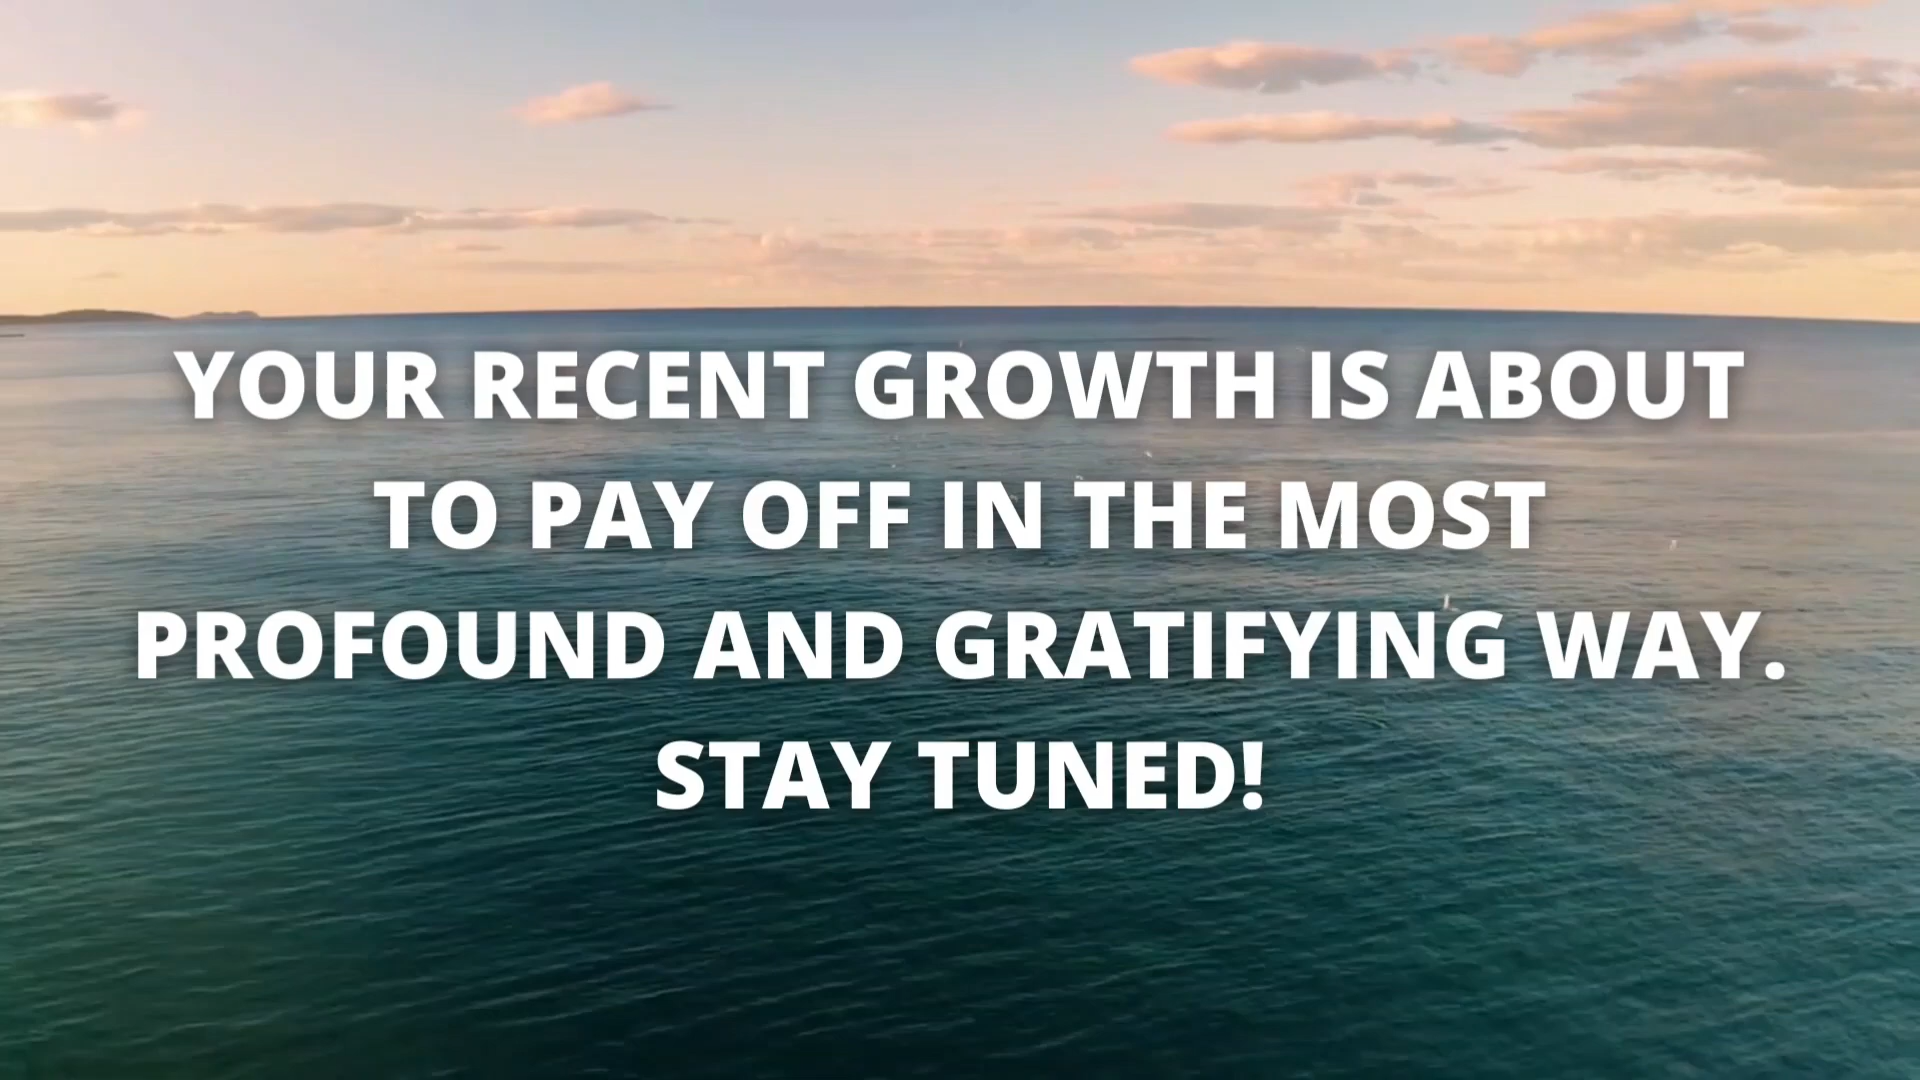 YOUR RECENT GROWTH IS ABOUT
TO PAY OFF IN THE MOST
PROFOUND AND GRATIFYING WAY.
STAY TUNED!